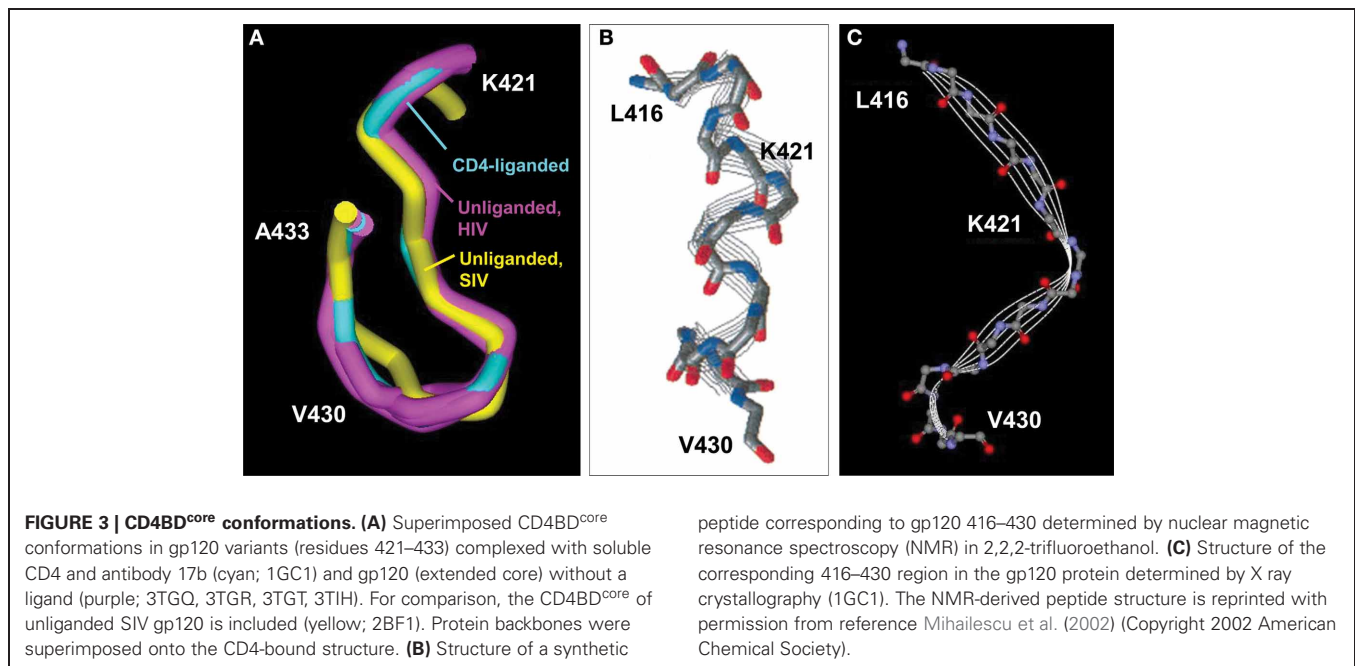 A
K421
CD4-liganded
Unliganded,
HIV
A433
Unliganded,
SIV
V430
B
L416
K421
V430
C
L416
K421
V430
FIGURE 3 | CD4BDcore conformations. (A) Superimposed CD4BDcore
conformations in gp120 variants (residues 421–433) complexed with soluble
CD4 and antibody 17b (cyan; 1GC1) and gp120 (extended core) without a
ligand (purple; 3TGQ, 3TGR, 3TGT, 3TIH). For comparison, the CD4BDcore of
unliganded SIV gp120 is included (yellow; 2BF1). Protein backbones were
superimposed onto the CD4-bound structure. (B) Structure of a synthetic
peptide corresponding to gp120 416–430 determined by nuclear magnetic
resonance spectroscopy (NMR) in 2,2,2-trifluoroethanol. (C) Structure of the
corresponding 416–430 region in the gp120 protein determined by X ray
crystallography (1GC1). The NMR-derived peptide structure is reprinted with
permission from reference Mihailescu et al. (2002) (Copyright 2002 American
Chemical Society).